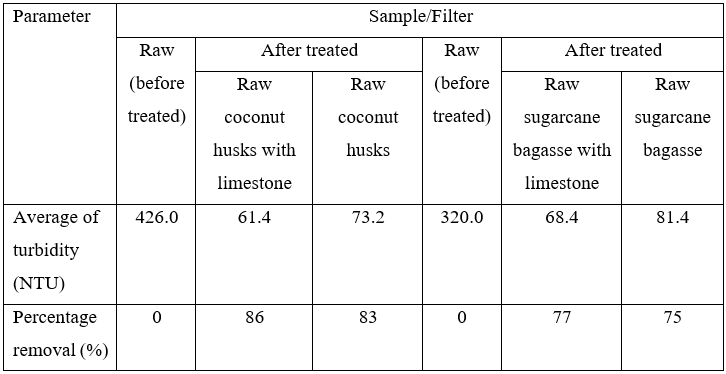 Parameter
Sample/Filter
Raw
(before
treated)
After treated
Raw
(before
treated)
After treated
Raw
coconut
husks with
limestone
Raw
coconut
husks
Raw
sugarcane
bagasse with
limestone
Raw
sugarcane
bagasse
Average of
turbidity
(NTU)
426.0
61.4
73.2
320.0
68.4
81.4
Percentage
removal (%)
0
86
83
0
77
75